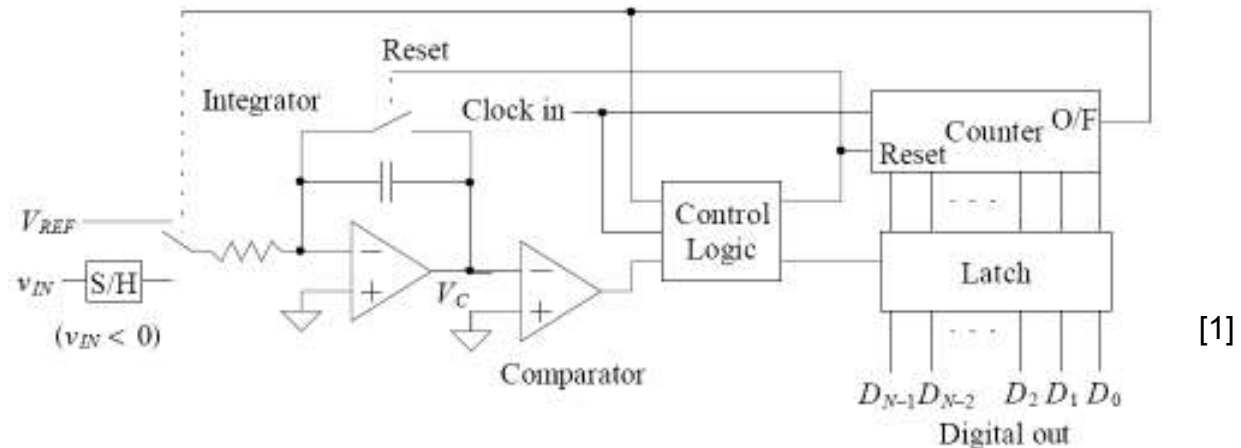 Reset
Integrator
Clock in
O/F
Counter
Reset
Control
Logic
V_REF
v_IN
S/H
(v_IN < 0)
−
+
V_C
−
+
Comparator
- - -
Latch
- - -
[1]
D_N−1 D_N−2 D_2 D_1 D_0
Digital out